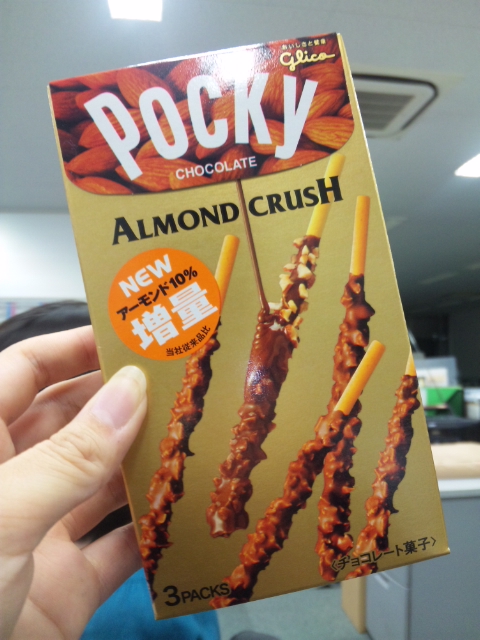 おいしさと健康
Glico
POCKY
CHOCOLATE
ALMOND CRUSH
NEW
アーモンド10%
増量
当社従来品比
3PACKS
〈チョコレート菓子〉